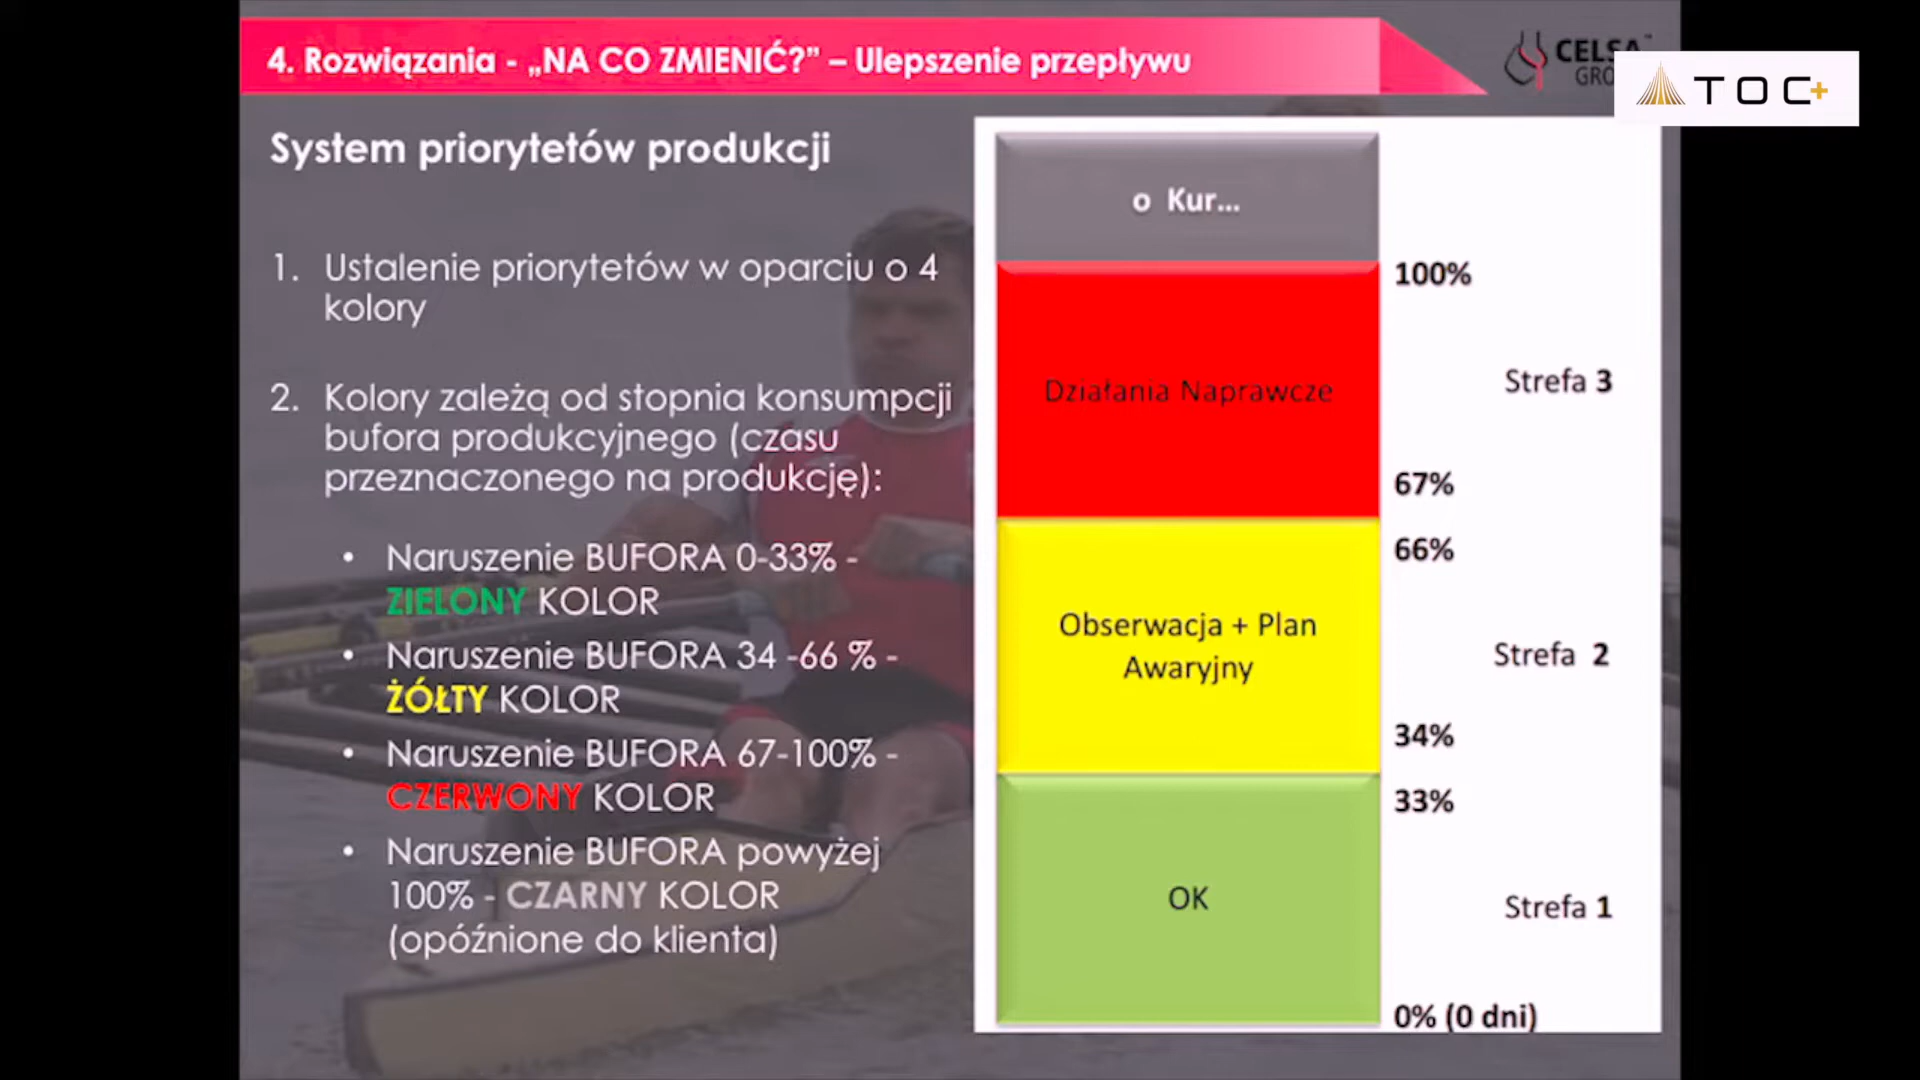 4. Rozwiązania - „NA CO ZMIENIĆ?” – Ulepszenie przepływu
CELSA
TOC+
System priorytetów produkcji
1. Ustalenie priorytetów w oparciu o 4
kolory
2. Kolory zależą od stopnia konsumpcji
bufora produkcyjnego (czasu
przeznaczonego na produkcję):
• Naruszenie BUFORA 0-33% -
ZIELONY KOLOR
• Naruszenie BUFORA 34 -66 % -
ŻÓŁTY KOLOR
• Naruszenie BUFORA 67-100% -
CZERWONY KOLOR
• Naruszenie BUFORA powyżej
100% - CZARNY KOLOR
(opóźnione do klienta)
o Kur...
100%
Działania Naprawcze
Strefa 3
67%
66%
Obserwacja + Plan
Awaryjny
Strefa 2
34%
33%
OK
Strefa 1
0% (0 dni)